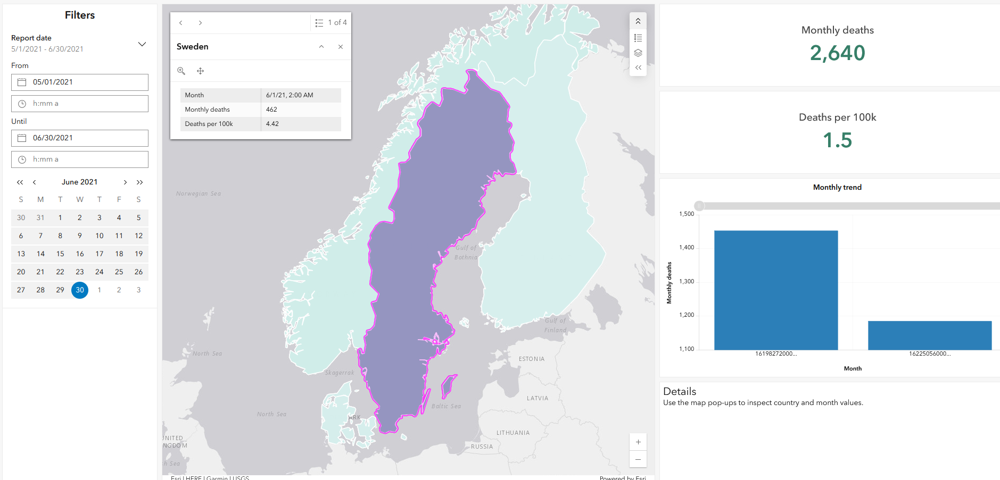 Filters
Report date
5/1/2021 - 6/30/2021
From
05/01/2021
h:mm a
Until
06/30/2021
h:mm a
June 2021
S M T W T F S
30 31 1 2 3 4 5
6 7 8 9 10 11 12
13 14 15 16 17 18 19
20 21 22 23 24 25 26
27 28 29 30 1 2 3
1 of 4
Sweden
Month 6/1/21, 2:00 AM
Monthly deaths 462
Deaths per 100k 4.42
Norwegian Sea
Gulf of
Bothnia
Gulf of
Finland
North Sea
ESTONIA
Skagerrak
LATVIA
Baltic Sea
North Sea
ARK
LITHUANIA
UNITED
NGDOM
RUSSIA
h Sea
Esri | HERE | Garmin | USGS
Powered by Esri
Monthly deaths
2,640
Deaths per 100k
1.5
Monthly trend
1,500
1,400
1,300
1,200
1,100
Monthly deaths
16198272000... 16225056000...
Month
Details
Use the map pop-ups to inspect country and month values.